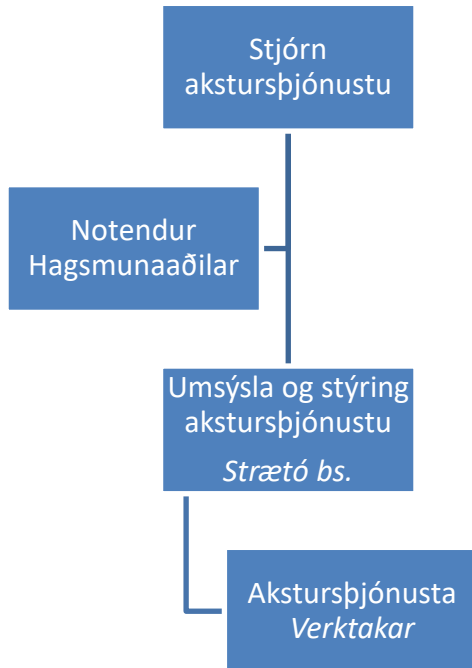 Stjórn
akstursþjónustu
Notendur
Hagsmunaaðilar
Umsýsla og stýring
akstursþjónustu
Strætó bs.
Akstursþjónusta
Verktakar